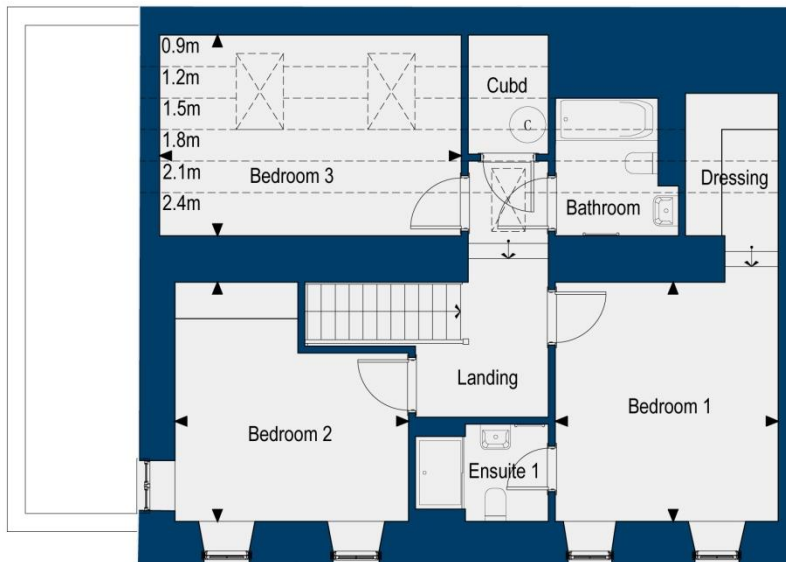 0.9m
1.2m
1.5m
1.8m
2.1m
2.4m
Bedroom 3
Cubd
C
Bathroom
Dressing
Landing
Bedroom 2
Ensuite 1
Bedroom 1